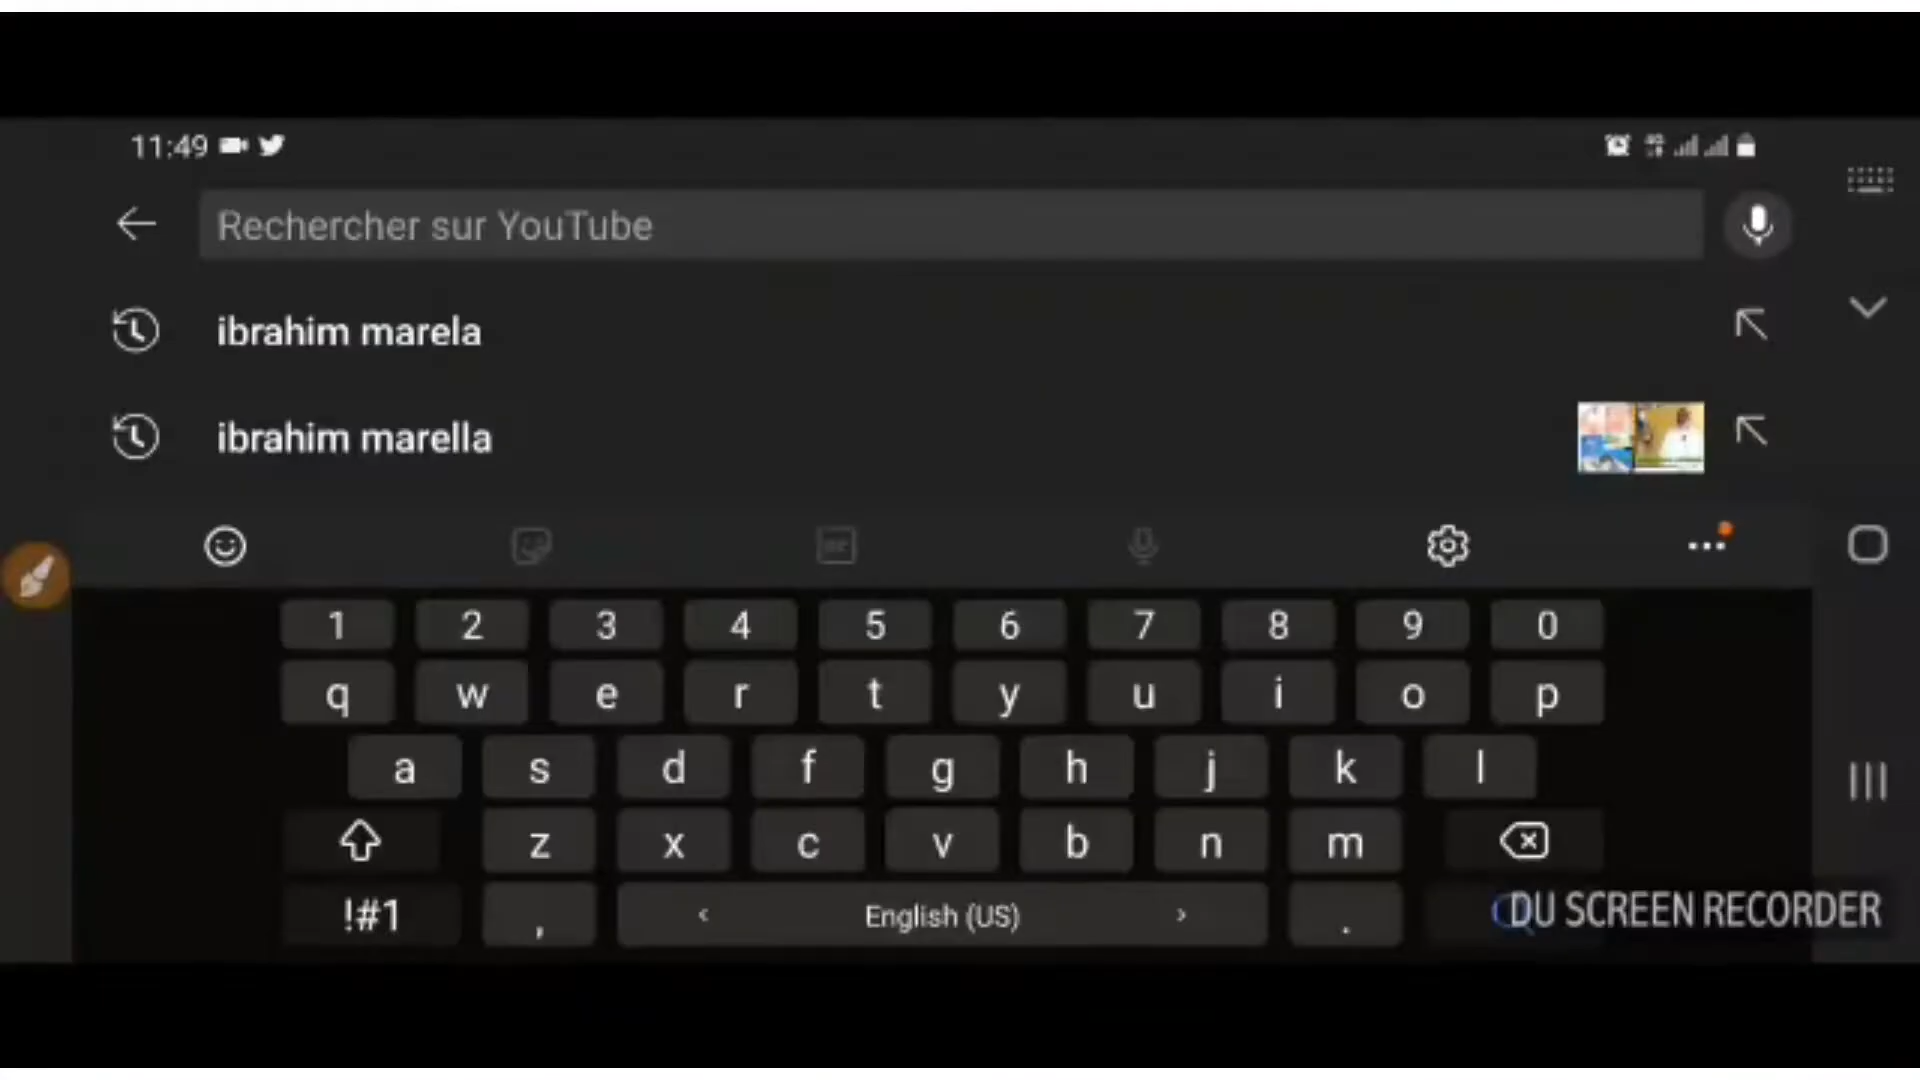 11:49
Rechercher sur YouTube
ibrahim marela
ibrahim marella
1 2 3 4 5 6 7 8 9 0
q w e r t y u i o p
a s d f g h j k l
z x c v b n m
!#1 , < English (US) > .
DU SCREEN RECORDER